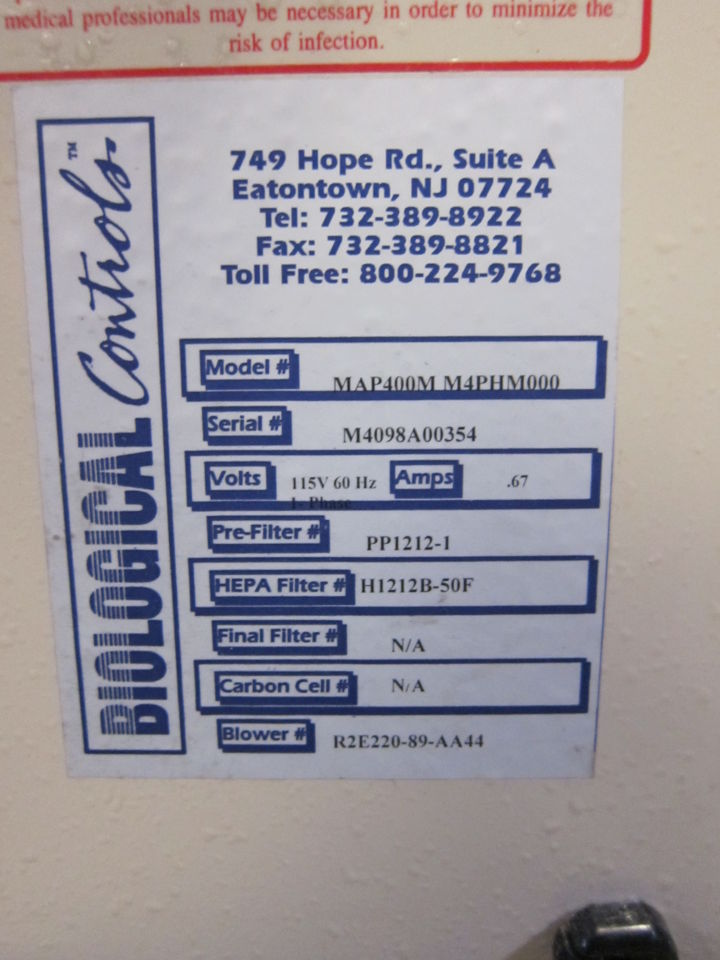 medical professionals may be necessary in order to minimize the
risk of infection.
BIOLOGICAL Controls™
749 Hope Rd., Suite A
Eatontown, NJ 07724
Tel: 732-389-8922
Fax: 732-389-8821
Toll Free: 800-224-9768
Model # MAP400M M4PHM000
Serial # M4098A00354
Volts 115V 60 Hz Amps .67
1- Phase
Pre-Filter # PP1212-1
HEPA Filter # H1212B-50F
Final Filter # N/A
Carbon Cell # N/A
Blower # R2E220-89-AA44